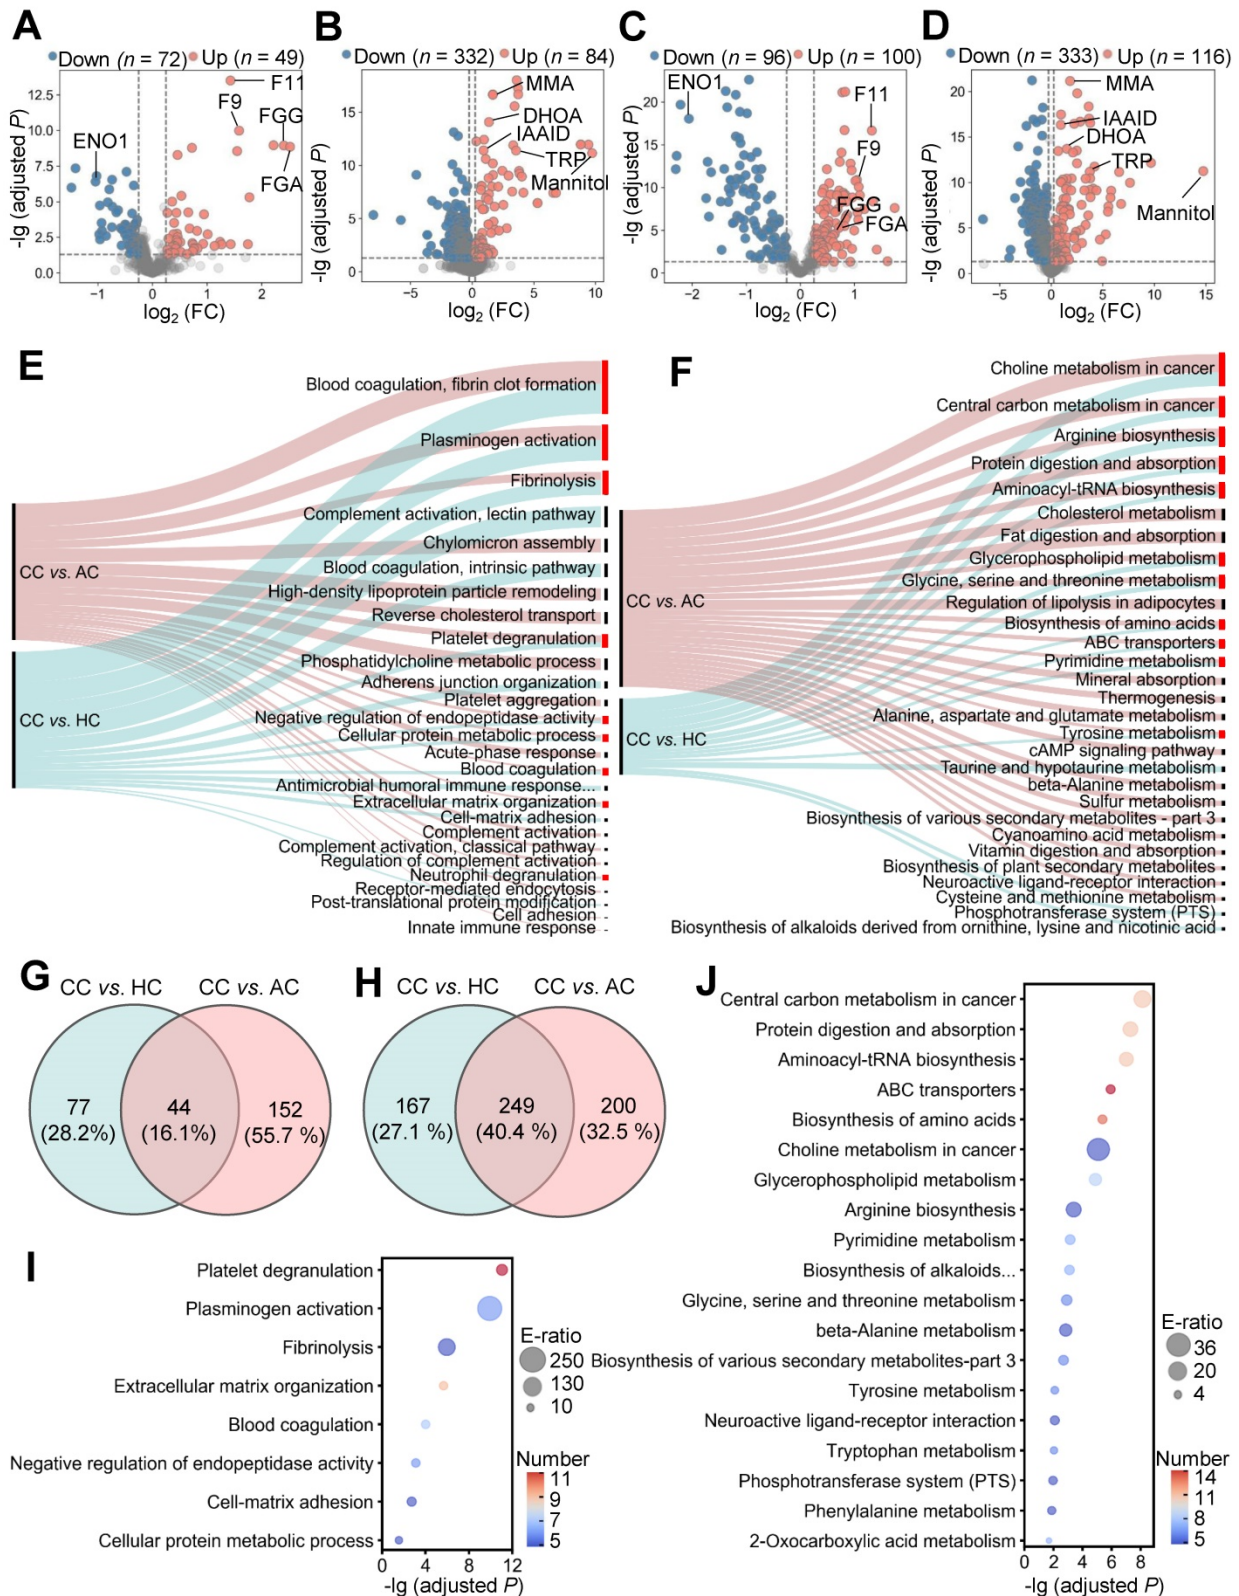 A
Down (n = 72) Up (n = 49)
F11
F9
FGG
ENO1
FGA
12.5
10.0
7.5
5.0
2.5
0.0
-lg (adjusted P)
−1 0 1 2
log2 (FC)
B
Down (n = 332) Up (n = 84)
MMA
DHOA
IAAID
TRP
Mannitol
15
10
5
0
-lg (adjusted P)
−5 0 5 10
log2 (FC)
C
Down (n = 96) Up (n = 100)
ENO1
F11
F9
FGG
FGA
20
15
10
5
0
-lg (adjusted P)
−2 −1 0 1
log2 (FC)
D
Down (n = 333) Up (n = 116)
MMA
IAAID
DHOA
TRP
Mannitol
20
15
10
5
0
-lg (adjusted P)
−5 0 5 10 15
log2 (FC)
E
CC vs. AC
CC vs. HC
Blood coagulation, fibrin clot formation
Plasminogen activation
Fibrinolysis
Complement activation, lectin pathway
Chylomicron assembly
Blood coagulation, intrinsic pathway
High-density lipoprotein particle remodeling
Reverse cholesterol transport
Platelet degranulation
Phosphatidylcholine metabolic process
Adherens junction organization
Platelet aggregation
Negative regulation of endopeptidase activity
Cellular protein metabolic process
Acute-phase response
Blood coagulation
Antimicrobial humoral immune response...
Extracellular matrix organization
Cell-matrix adhesion
Complement activation
Complement activation, classical pathway
Regulation of complement activation
Neutrophil degranulation
Receptor-mediated endocytosis
Post-translational protein modification
Cell adhesion
Innate immune response
F
CC vs. AC
CC vs. HC
Choline metabolism in cancer
Central carbon metabolism in cancer
Arginine biosynthesis
Protein digestion and absorption
Aminoacyl-tRNA biosynthesis
Cholesterol metabolism
Fat digestion and absorption
Glycerophospholipid metabolism
Glycine, serine and threonine metabolism
Regulation of lipolysis in adipocytes
Biosynthesis of amino acids
ABC transporters
Pyrimidine metabolism
Mineral absorption
Thermogenesis
Alanine, aspartate and glutamate metabolism
Tyrosine metabolism
cAMP signaling pathway
Taurine and hypotaurine metabolism
beta-Alanine metabolism
Sulfur metabolism
Biosynthesis of various secondary metabolites - part 3
Cyanoamino acid metabolism
Vitamin digestion and absorption
Biosynthesis of plant secondary metabolites
Neuroactive ligand-receptor interaction
Cysteine and methionine metabolism
Phosphotransferase system (PTS)
Biosynthesis of alkaloids derived from ornithine, lysine and nicotinic acid
G
CC vs. HC CC vs. AC
77 44 152
(28.2%) (16.1%) (55.7 %)
H
CC vs. HC CC vs. AC
167 249 200
(27.1 %) (40.4 %) (32.5 %)
I
Platelet degranulation
Plasminogen activation
Fibrinolysis
Extracellular matrix organization
Blood coagulation
Negative regulation of endopeptidase activity
Cell-matrix adhesion
Cellular protein metabolic process
0 4 8 12
-lg (adjusted P)
E-ratio
250
130
10
Number
11
9
7
5
J
Central carbon metabolism in cancer
Protein digestion and absorption
Aminoacyl-tRNA biosynthesis
ABC transporters
Biosynthesis of amino acids
Choline metabolism in cancer
Glycerophospholipid metabolism
Arginine biosynthesis
Pyrimidine metabolism
Biosynthesis of alkaloids...
Glycine, serine and threonine metabolism
beta-Alanine metabolism
Biosynthesis of various secondary metabolites-part 3
Tyrosine metabolism
Neuroactive ligand-receptor interaction
Tryptophan metabolism
Phosphotransferase system (PTS)
Phenylalanine metabolism
2-Oxocarboxylic acid metabolism
0 2 4 6 8
-lg (adjusted P)
E-ratio
36
20
4
Number
14
11
8
5